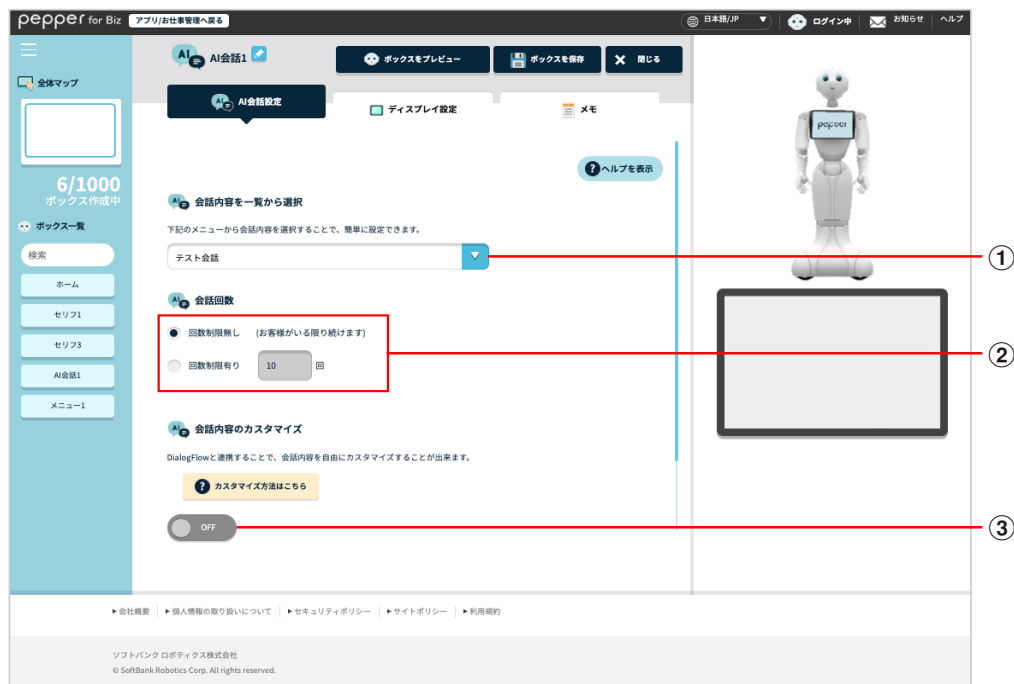 pepper for Biz アプリ/お仕事管理へ戻る 日本語/JP ▼ ログイン中 お知らせ ヘルプ
AI AI会話1 ボックスをプレビュー ボックスを保存 × 閉じる
全体マップ
AI AI会話設定 ディスプレイ設定 メモ
pepper
6/1000
ボックス作成中
? ヘルプを表示
AI 会話内容を一覧から選択
ボックス一覧
下記のメニューから会話内容を選択することで、簡単に設定できます。
検索
テスト会話 ▼ ①
ホーム
AI 会話回数
セリフ1
回数制限無し (お客様がいる限り続けます)
セリフ3
②
回数制限有り 10 回
AI会話1
メニュー1
AI 会話内容のカスタマイズ
DialogFlowと連携することで、会話内容を自由にカスタマイズすることが出来ます。
? カスタマイズ方法はこちら
OFF ③
▶会社概要 ▶個人情報の取り扱いについて ▶セキュリティポリシー ▶サイトポリシー ▶利用規約
ソフトバンク ロボティクス株式会社
© SoftBank Robotics Corp. All rights reserved.